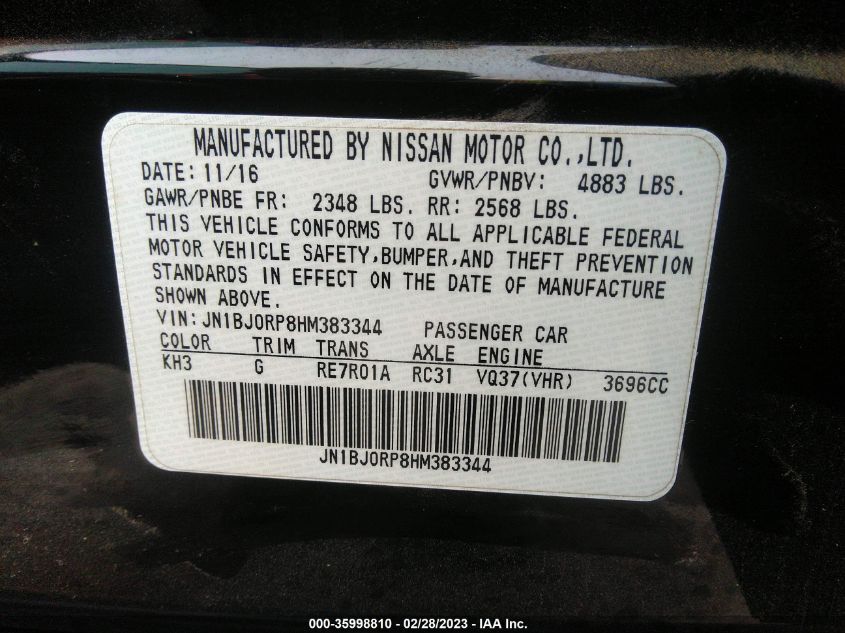 MANUFACTURED BY NISSAN MOTOR CO.,LTD.
DATE: 11/16 GVWR/PNBV: 4883 LBS.
GAWR/PNBE FR: 2348 LBS. RR: 2568 LBS.
THIS VEHICLE CONFORMS TO ALL APPLICABLE FEDERAL
MOTOR VEHICLE SAFETY,BUMPER,AND THEFT PREVENTION
STANDARDS IN EFFECT ON THE DATE OF MANUFACTURE
SHOWN ABOVE.
VIN: JN1BJ0RP8HM383344 PASSENGER CAR
COLOR TRIM TRANS AXLE ENGINE
KH3 G RE7R01A RC31 VQ37(VHR) 3696CC
JN1BJ0RP8HM383344
000-35998810 - 02/28/2023 - IAA Inc.